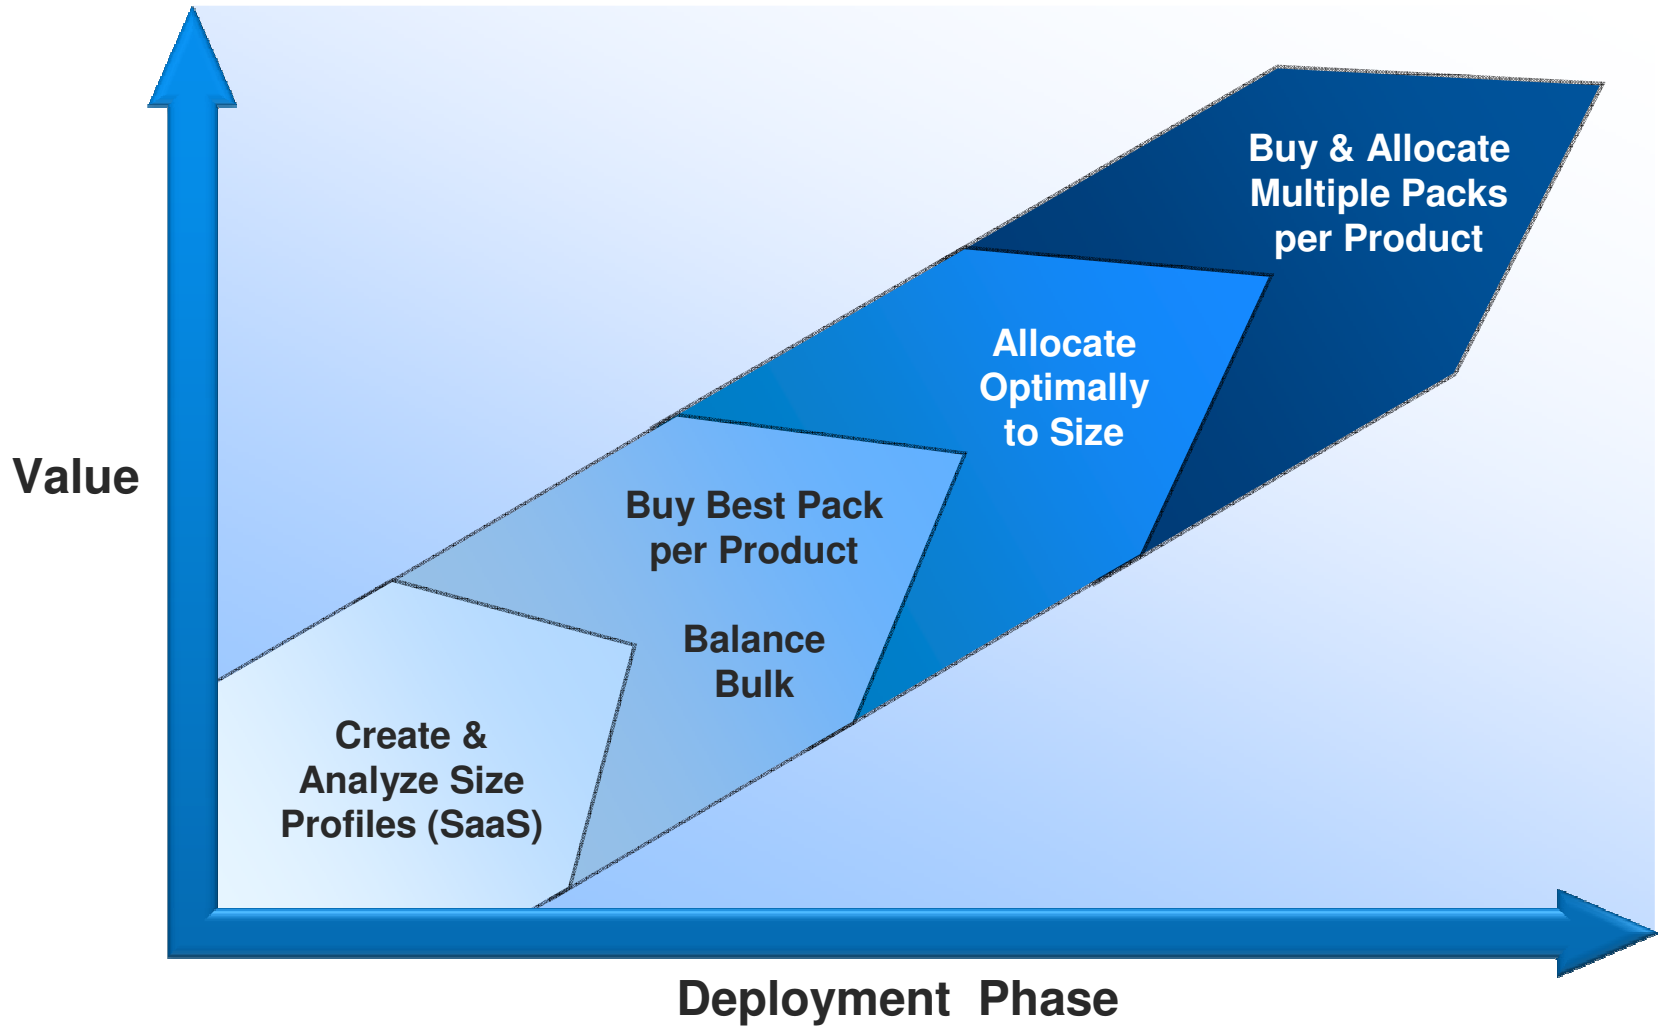 Buy & Allocate
Multiple Packs
per Product
Allocate
Optimally
to Size
Value
Buy Best Pack
per Product
Balance
Bulk
Create &
Analyze Size
Profiles (SaaS)
Deployment Phase